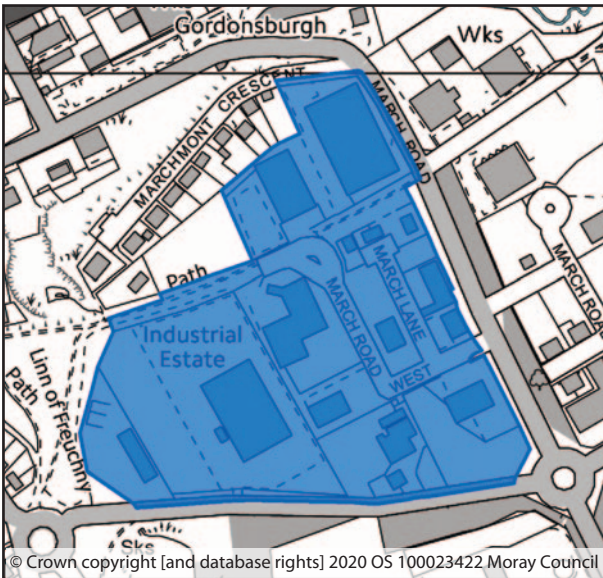 Gordonsburgh
Wks
MARCHMONT CRESCENT
MARCH ROAD
Path
MARCH LANE
MARCH ROAD
WEST
MARCH ROAD
Industrial
Estate
Linn of Freuchny
Path
Sks
© Crown copyright [and database rights] 2020 OS 100023422 Moray Council